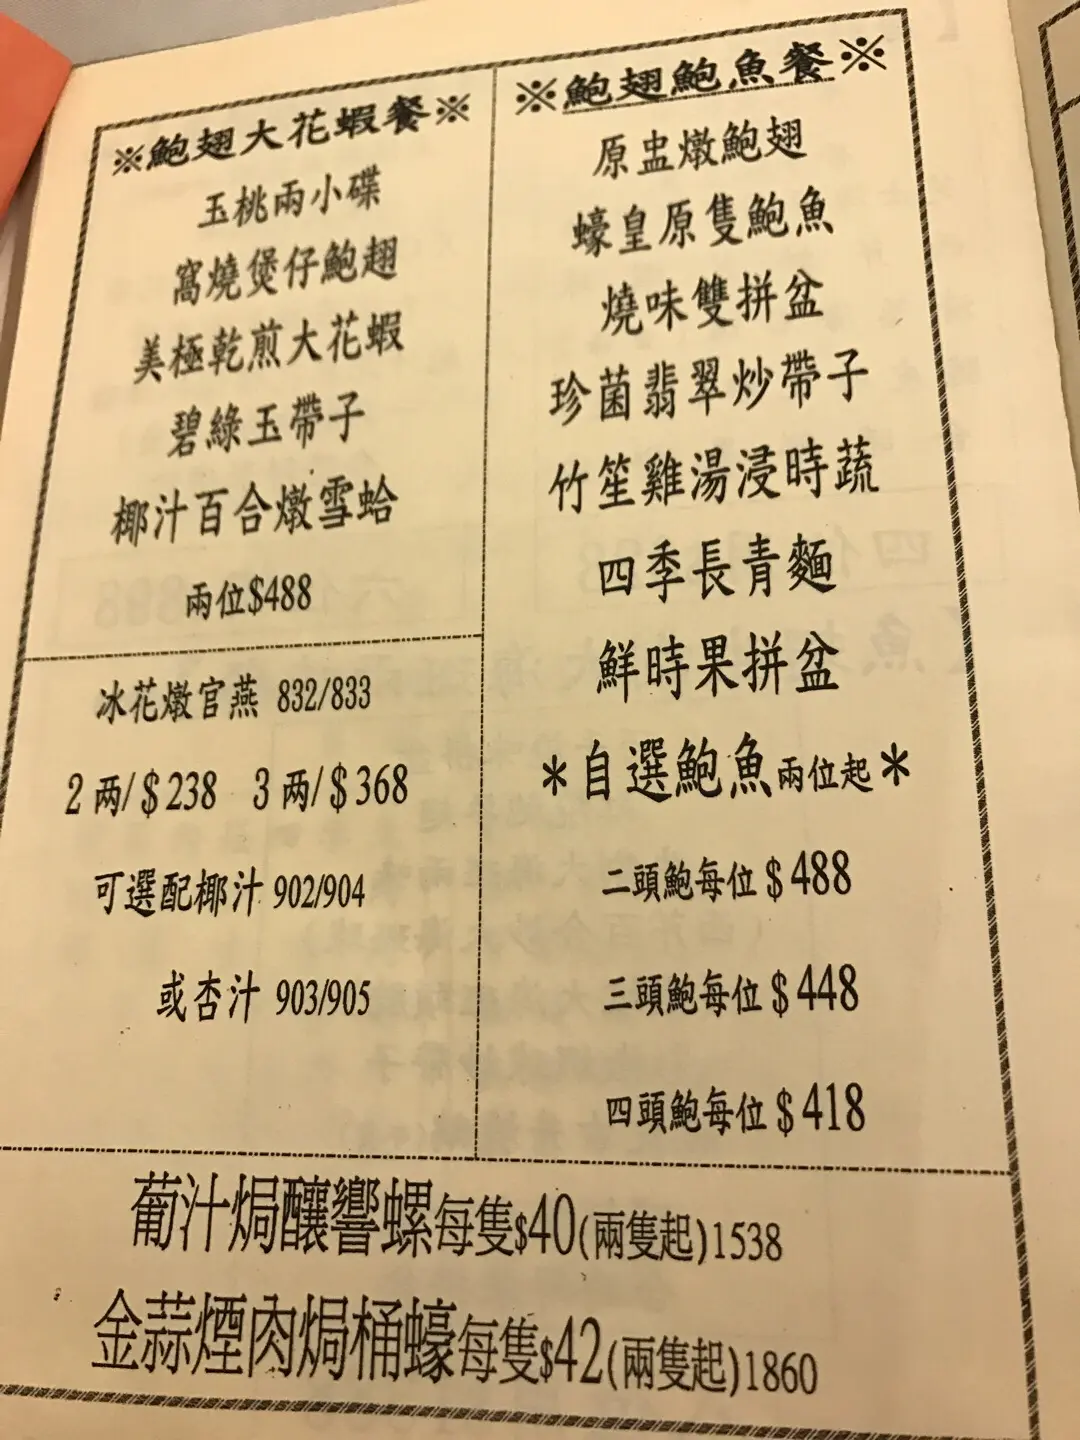 ※鮑翅大花蝦餐※
玉桃兩小碟
窩燒煲仔鮑翅
美極乾煎大花蝦
碧綠玉帶子
椰汁百合燉雪蛤
兩位$488
冰花燉官燕 832/833
2 两/$238 3 两/$368
可選配椰汁 902/904
或杏汁 903/905
※鮑翅鮑魚餐※
原盅燉鮑翅
蠔皇原隻鮑魚
燒味雙拼盆
珍菌翡翠炒帶子
竹笙雞湯浸時蔬
四季長青麵
鮮時果拼盆
*自選鮑魚兩位起*
二頭鮑每位$488
三頭鮑每位$448
四頭鮑每位$418
葡汁焗釀響螺每隻$40(兩隻起)1538
金蒜煙肉焗桶蠔每隻$42(兩隻起)1860